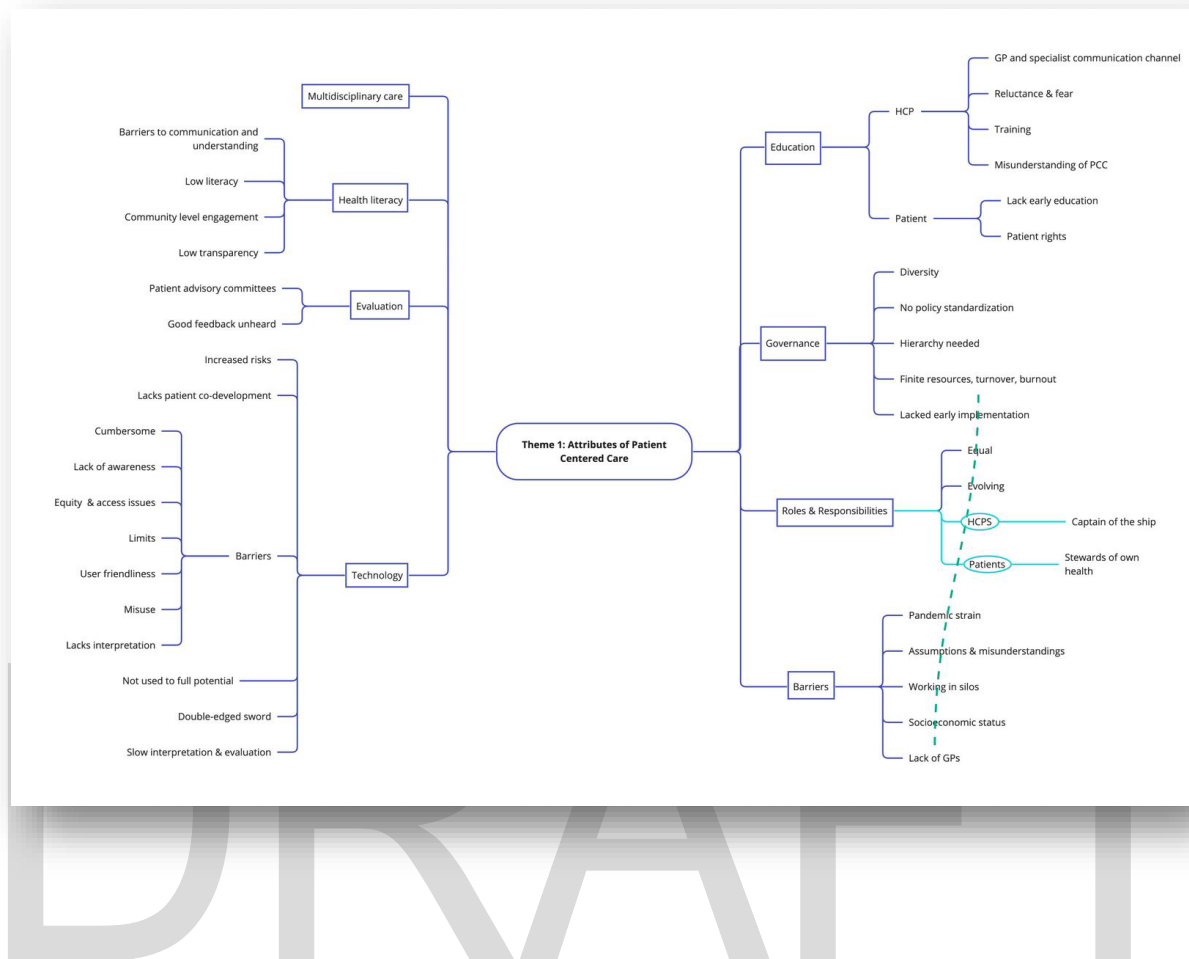 Theme 1: Attributes of Patient
Centered Care
Multidisciplinary care
Health literacy
Barriers to communication and
understanding
Low literacy
Community level engagement
Low transparency
Evaluation
Patient advisory committees
Good feedback unheard
Technology
Increased risks
Lacks patient co-development
Barriers
Cumbersome
Lack of awareness
Equity & access issues
Limits
User friendliness
Misuse
Lacks interpretation
Not used to full potential
Double-edged sword
Slow interpretation & evaluation
Education
HCP
GP and specialist communication channel
Reluctance & fear
Training
Misunderstanding of PCC
Patient
Lack early education
Patient rights
Governance
Diversity
No policy standardization
Hierarchy needed
Finite resources, turnover, burnout
Lacked early implementation
Roles & Responsibilities
Equal
Evolving
HCPS
Captain of the ship
Patients
Stewards of own
health
Barriers
Pandemic strain
Assumptions & misunderstandings
Working in silos
Socioeconomic status
Lack of GPs
DRAFT